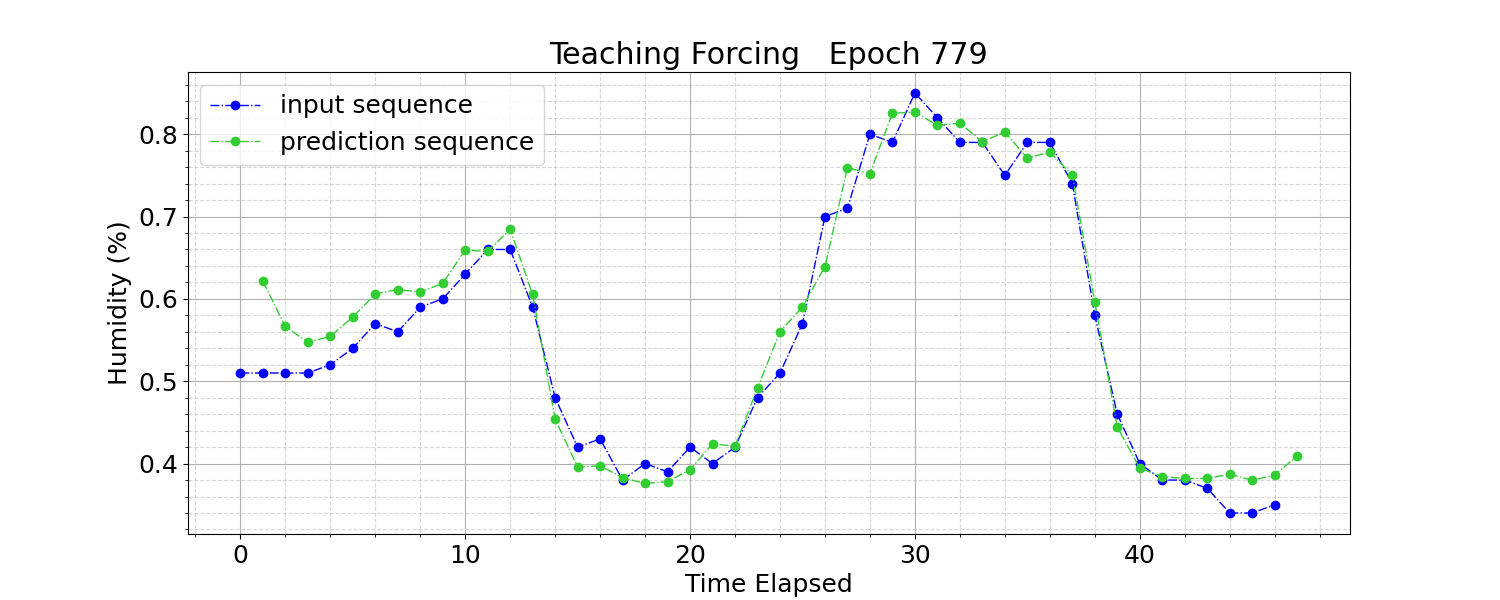 Teaching Forcing   Epoch 779
input sequence
prediction sequence
Humidity (%)
0.8
0.7
0.6
0.5
0.4
0 10 20 30 40
Time Elapsed